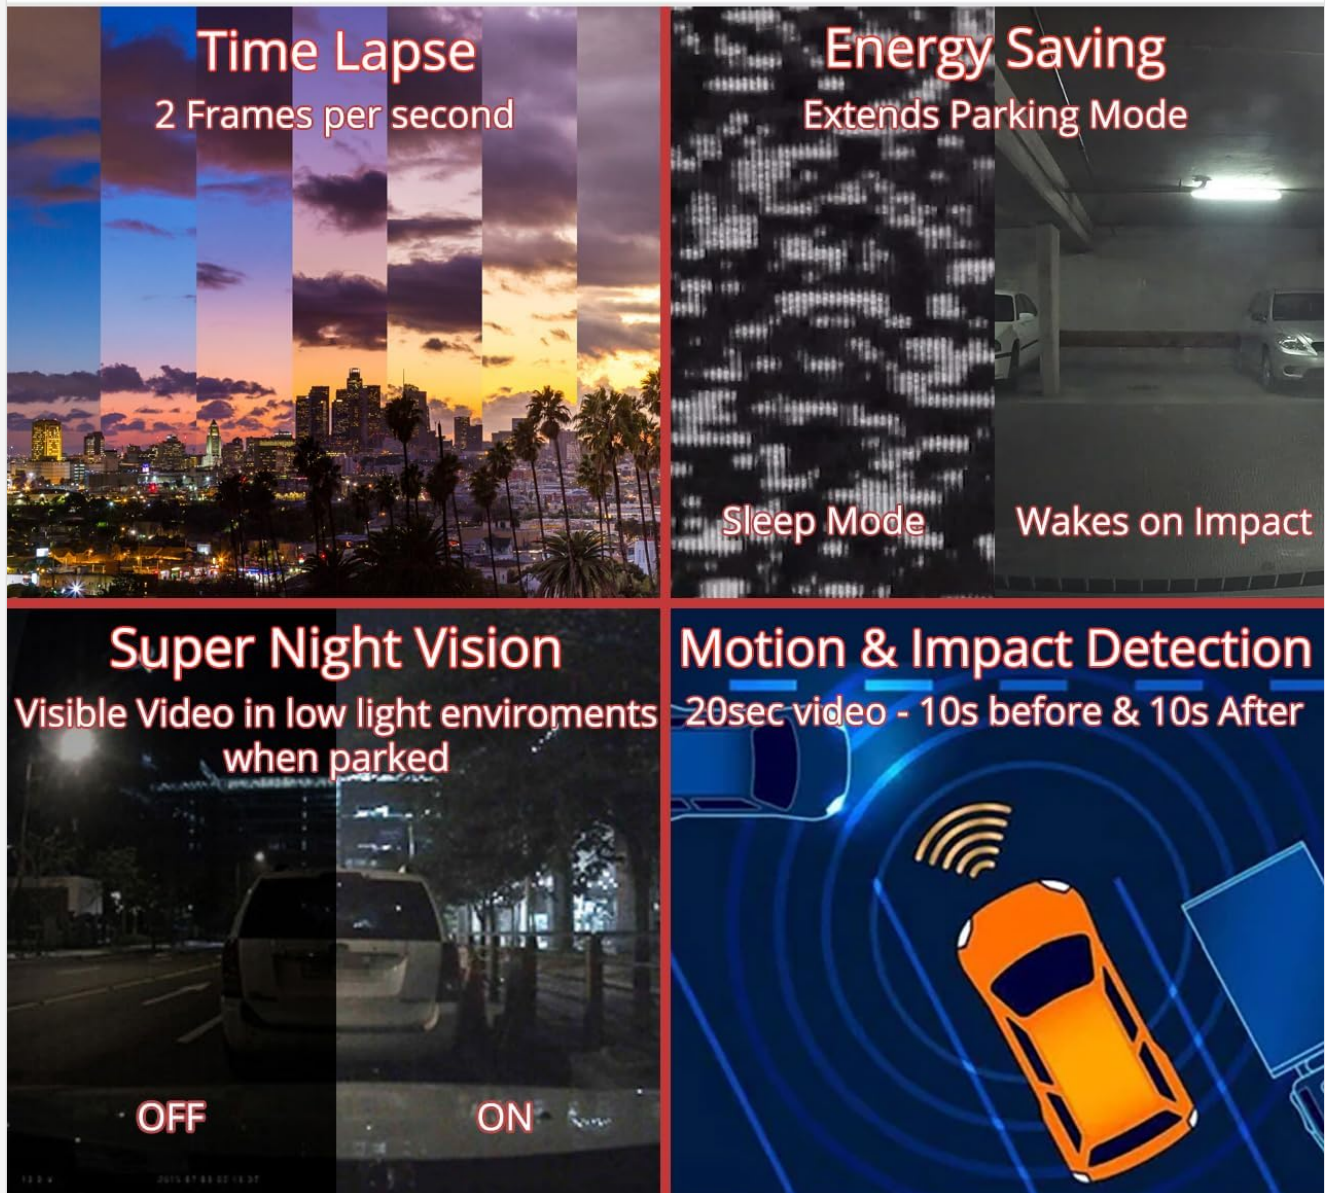 Time Lapse
2 Frames per second
Energy Saving
Extends Parking Mode
Sleep Mode
Wakes on Impact
Super Night Vision
Visible Video in low light enviroments
when parked
OFF
ON
Motion & Impact Detection
20sec video - 10s before & 10s After